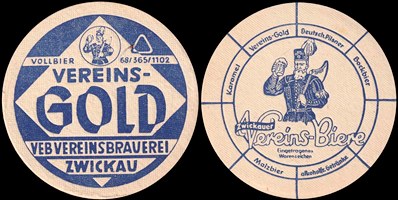 VOLLBIER 68/365/1102
VEREINS-
GOLD
VEB VEREINSBRAUEREI
ZWICKAU
Karamel
Vereins-Gold
Deutsch Pilsner
Bockbier
Zwickauer
Vereins-Biere
Eingetragenes
Warenzeichen
Malzbier
alkoholfr. Getränke